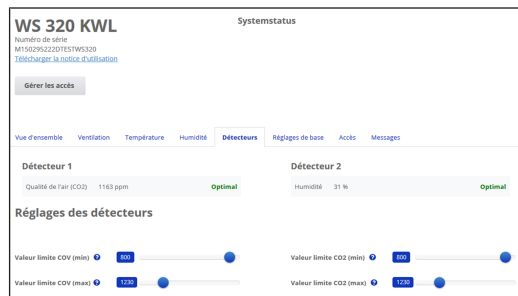 WS 320 KWL
Systemstatus
Numéro de série
M150295222DTESTWS320
Télécharger la notice d'utilisation
Gérer les accès
Vue d'ensemble Ventilation Température Humidité Détecteurs Réglages de base Accès Messages
Détecteur 1 Détecteur 2
Qualité de l'air (CO2) 1163 ppm Optimal Humidité 31 % Optimal
Réglages des détecteurs
Valeur limite COV (min) ? 800 Valeur limite CO2 (min) ? 800
Valeur limite COV (max) ? 1230 Valeur limite CO2 (max) ? 1230